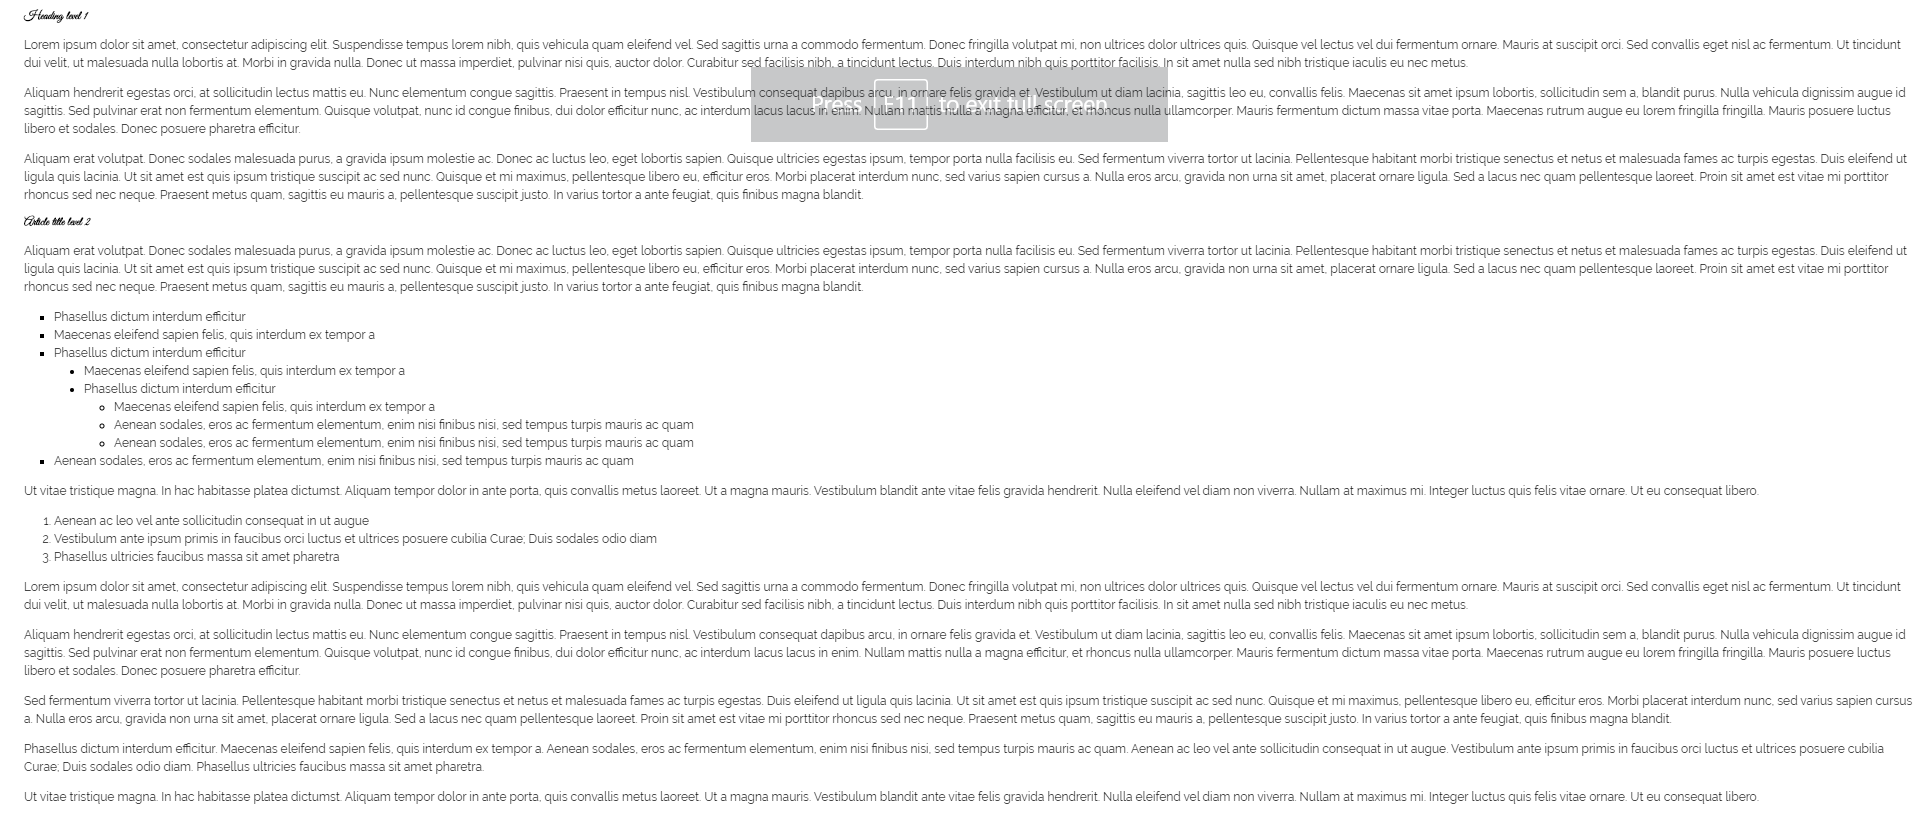 Heading level 1
Lorem ipsum dolor sit amet, consectetur adipiscing elit. Suspendisse tempus lorem nibh, quis vehicula quam eleifend vel. Sed sagittis urna a commodo fermentum. Donec fringilla volutpat mi, non ultrices dolor ultrices quis. Quisque vel lectus vel dui fermentum ornare. Mauris at suscipit orci. Sed convallis eget nisl ac fermentum. Ut tincidunt
dui velit, ut malesuada nulla lobortis at. Morbi in gravida nulla. Donec ut massa imperdiet, pulvinar nisi quis, auctor dolor. Curabitur sed facilisis nibh, a tincidunt lectus. Duis interdum nibh quis porttitor facilisis. In sit amet nulla sed nibh tristique iaculis eu nec metus.
Aliquam hendrerit egestas orci, at sollicitudin lectus mattis eu. Nunc elementum congue sagittis. Praesent in tempus nisl. Vestibulum consequat dapibus arcu, in ornare felis gravida et. Vestibulum ut diam lacinia, sagittis leo eu, convallis felis. Maecenas sit amet ipsum lobortis, sollicitudin sem a, blandit purus. Nulla vehicula dignissim augue id
Press F11 to exit full screen
sagittis. Sed pulvinar erat non fermentum elementum. Quisque volutpat, nunc id congue finibus, dui dolor efficitur nunc, ac interdum lacus lacus in enim. Nullam mattis nulla a magna efficitur, et rhoncus nulla ullamcorper. Mauris fermentum dictum massa vitae porta. Maecenas rutrum augue eu lorem fringilla fringilla. Mauris posuere luctus
libero et sodales. Donec posuere pharetra efficitur.
Aliquam erat volutpat. Donec sodales malesuada purus, a gravida ipsum molestie ac. Donec ac luctus leo, eget lobortis sapien. Quisque ultricies egestas ipsum, tempor porta nulla facilisis eu. Sed fermentum viverra tortor ut lacinia. Pellentesque habitant morbi tristique senectus et netus et malesuada fames ac turpis egestas. Duis eleifend ut
ligula quis lacinia. Ut sit amet est quis ipsum tristique suscipit ac sed nunc. Quisque et mi maximus, pellentesque libero eu, efficitur eros. Morbi placerat interdum nunc, sed varius sapien cursus a. Nulla eros arcu, gravida non urna sit amet, placerat ornare ligula. Sed a lacus nec quam pellentesque laoreet. Proin sit amet est vitae mi porttitor
rhoncus sed nec neque. Praesent metus quam, sagittis eu mauris a, pellentesque suscipit justo. In varius tortor a ante feugiat, quis finibus magna blandit.
Article title level 2
Aliquam erat volutpat. Donec sodales malesuada purus, a gravida ipsum molestie ac. Donec ac luctus leo, eget lobortis sapien. Quisque ultricies egestas ipsum, tempor porta nulla facilisis eu. Sed fermentum viverra tortor ut lacinia. Pellentesque habitant morbi tristique senectus et netus et malesuada fames ac turpis egestas. Duis eleifend ut
ligula quis lacinia. Ut sit amet est quis ipsum tristique suscipit ac sed nunc. Quisque et mi maximus, pellentesque libero eu, efficitur eros. Morbi placerat interdum nunc, sed varius sapien cursus a. Nulla eros arcu, gravida non urna sit amet, placerat ornare ligula. Sed a lacus nec quam pellentesque laoreet. Proin sit amet est vitae mi porttitor
rhoncus sed nec neque. Praesent metus quam, sagittis eu mauris a, pellentesque suscipit justo. In varius tortor a ante feugiat, quis finibus magna blandit.
Phasellus dictum interdum efficitur
Maecenas eleifend sapien felis, quis interdum ex tempor a
Phasellus dictum interdum efficitur
Maecenas eleifend sapien felis, quis interdum ex tempor a
Phasellus dictum interdum efficitur
Maecenas eleifend sapien felis, quis interdum ex tempor a
Aenean sodales, eros ac fermentum elementum, enim nisi finibus nisi, sed tempus turpis mauris ac quam
Aenean sodales, eros ac fermentum elementum, enim nisi finibus nisi, sed tempus turpis mauris ac quam
Aenean sodales, eros ac fermentum elementum, enim nisi finibus nisi, sed tempus turpis mauris ac quam
Ut vitae tristique magna. In hac habitasse platea dictumst. Aliquam tempor dolor in ante porta, quis convallis metus laoreet. Ut a magna mauris. Vestibulum blandit ante vitae felis gravida hendrerit. Nulla eleifend vel diam non viverra. Nullam at maximus mi. Integer luctus quis felis vitae ornare. Ut eu consequat libero.
1. Aenean ac leo vel ante sollicitudin consequat in ut augue
2. Vestibulum ante ipsum primis in faucibus orci luctus et ultrices posuere cubilia Curae; Duis sodales odio diam
3. Phasellus ultricies faucibus massa sit amet pharetra
Lorem ipsum dolor sit amet, consectetur adipiscing elit. Suspendisse tempus lorem nibh, quis vehicula quam eleifend vel. Sed sagittis urna a commodo fermentum. Donec fringilla volutpat mi, non ultrices dolor ultrices quis. Quisque vel lectus vel dui fermentum ornare. Mauris at suscipit orci. Sed convallis eget nisl ac fermentum. Ut tincidunt
dui velit, ut malesuada nulla lobortis at. Morbi in gravida nulla. Donec ut massa imperdiet, pulvinar nisi quis, auctor dolor. Curabitur sed facilisis nibh, a tincidunt lectus. Duis interdum nibh quis porttitor facilisis. In sit amet nulla sed nibh tristique iaculis eu nec metus.
Aliquam hendrerit egestas orci, at sollicitudin lectus mattis eu. Nunc elementum congue sagittis. Praesent in tempus nisl. Vestibulum consequat dapibus arcu, in ornare felis gravida et. Vestibulum ut diam lacinia, sagittis leo eu, convallis felis. Maecenas sit amet ipsum lobortis, sollicitudin sem a, blandit purus. Nulla vehicula dignissim augue id
sagittis. Sed pulvinar erat non fermentum elementum. Quisque volutpat, nunc id congue finibus, dui dolor efficitur nunc, ac interdum lacus lacus in enim. Nullam mattis nulla a magna efficitur, et rhoncus nulla ullamcorper. Mauris fermentum dictum massa vitae porta. Maecenas rutrum augue eu lorem fringilla fringilla. Mauris posuere luctus
libero et sodales. Donec posuere pharetra efficitur.
Sed fermentum viverra tortor ut lacinia. Pellentesque habitant morbi tristique senectus et netus et malesuada fames ac turpis egestas. Duis eleifend ut ligula quis lacinia. Ut sit amet est quis ipsum tristique suscipit ac sed nunc. Quisque et mi maximus, pellentesque libero eu, efficitur eros. Morbi placerat interdum nunc, sed varius sapien cursus
a. Nulla eros arcu, gravida non urna sit amet, placerat ornare ligula. Sed a lacus nec quam pellentesque laoreet. Proin sit amet est vitae mi porttitor rhoncus sed nec neque. Praesent metus quam, sagittis eu mauris a, pellentesque suscipit justo. In varius tortor a ante feugiat, quis finibus magna blandit.
Phasellus dictum interdum efficitur. Maecenas eleifend sapien felis, quis interdum ex tempor a. Aenean sodales, eros ac fermentum elementum, enim nisi finibus nisi, sed tempus turpis mauris ac quam. Aenean ac leo vel ante sollicitudin consequat in ut augue. Vestibulum ante ipsum primis in faucibus orci luctus et ultrices posuere cubilia
Curae; Duis sodales odio diam. Phasellus ultricies faucibus massa sit amet pharetra.
Ut vitae tristique magna. In hac habitasse platea dictumst. Aliquam tempor dolor in ante porta, quis convallis metus laoreet. Ut a magna mauris. Vestibulum blandit ante vitae felis gravida hendrerit. Nulla eleifend vel diam non viverra. Nullam at maximus mi. Integer luctus quis felis vitae ornare. Ut eu consequat libero.